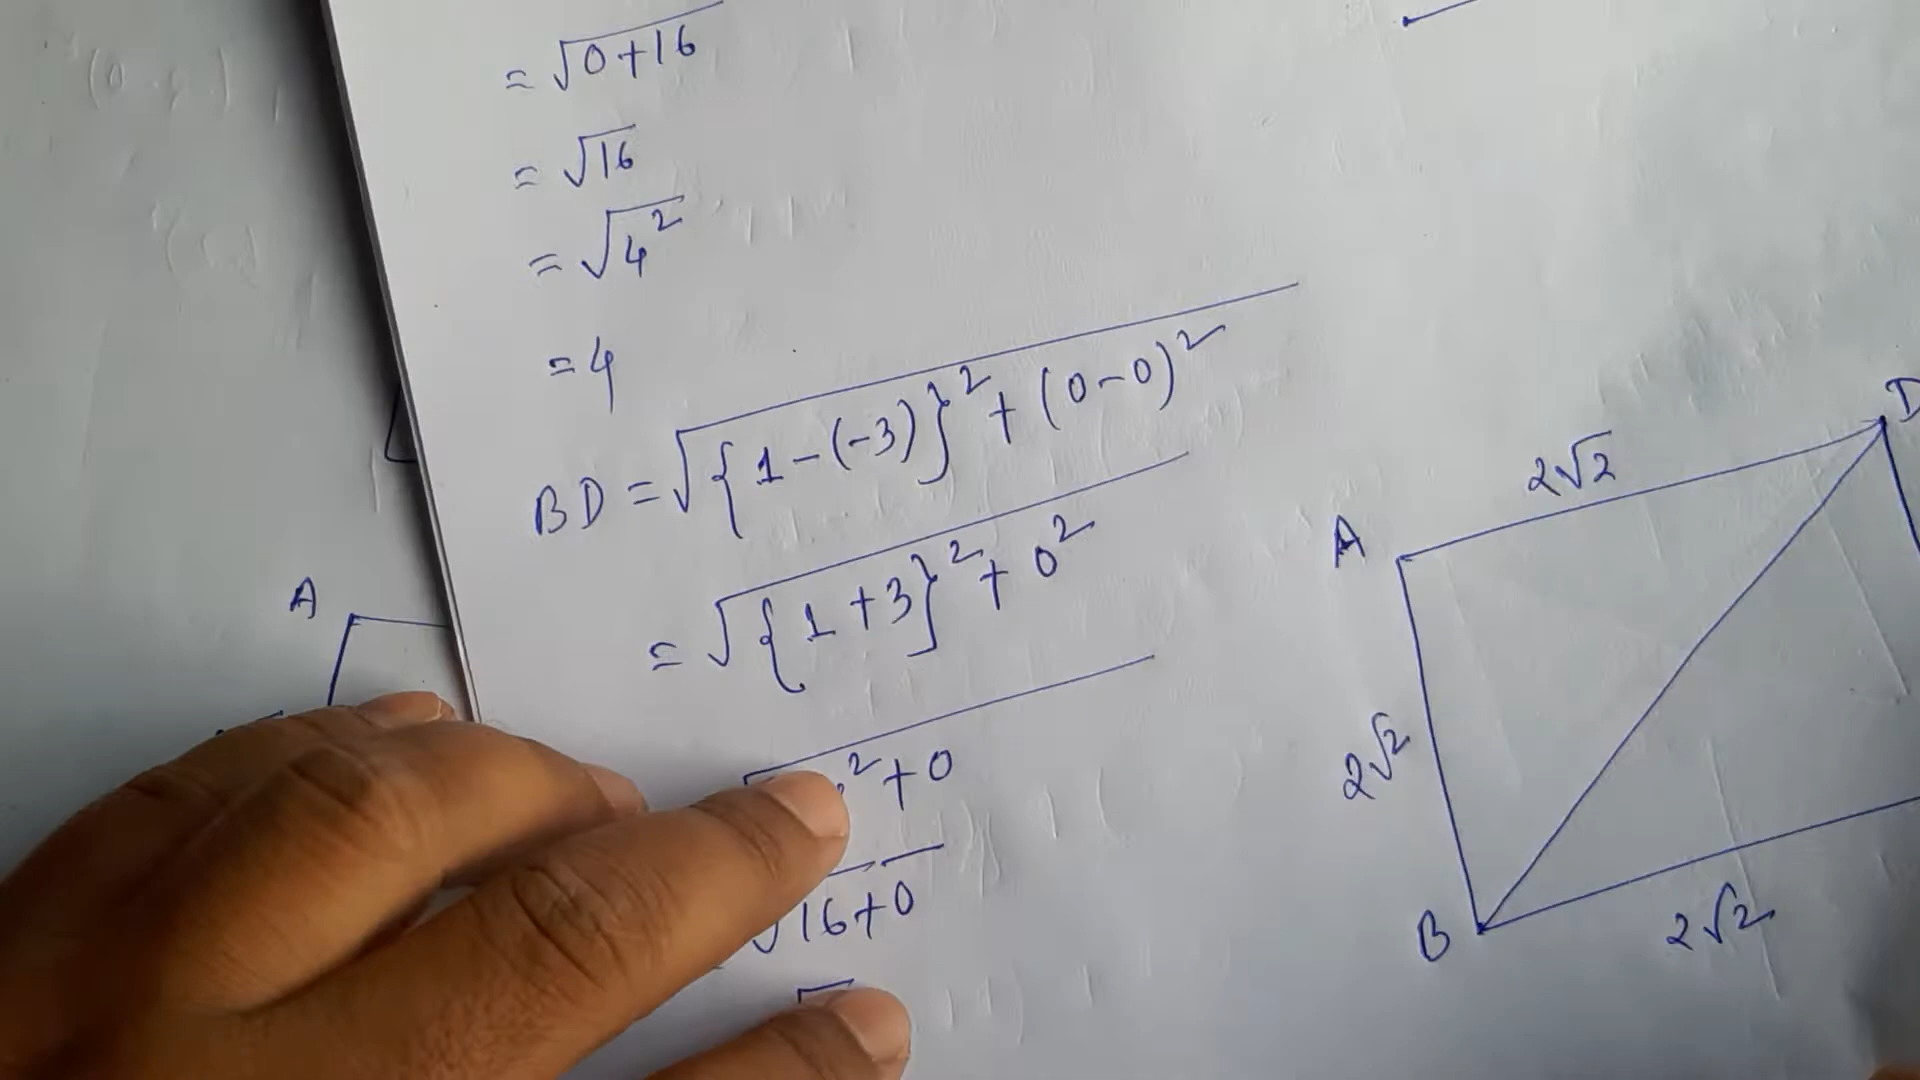 = √0+16
= √16
= √4²
= 4
BD = √{1-(-3)}² + (0-0)²
= √{1+3}² + 0²
² + 0
√16+0
A
D
2√2
A
2√2
B
2√2